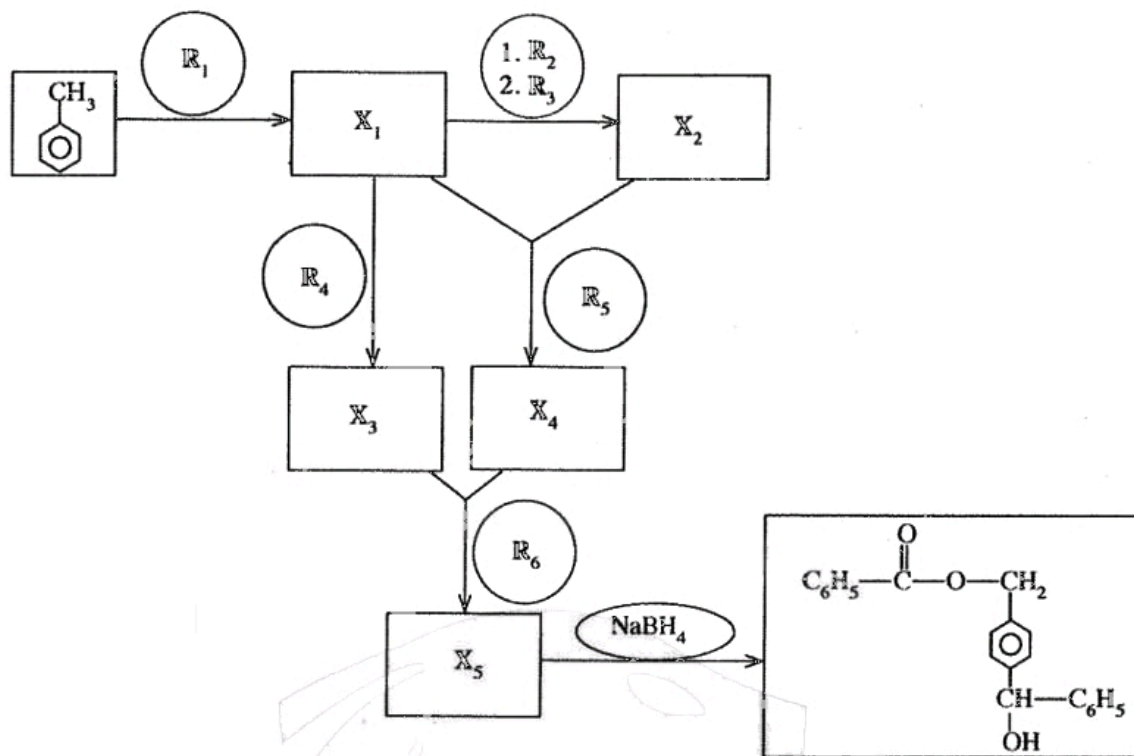 CH₃
ℝ₁
𝕏₁
1. ℝ₂
2. ℝ₃
𝕏₂
ℝ₄
ℝ₅
𝕏₃
𝕏₄
ℝ₆
𝕏₅
NaBH₄
O
C₆H₅—C—O—CH₂
CH—C₆H₅
OH